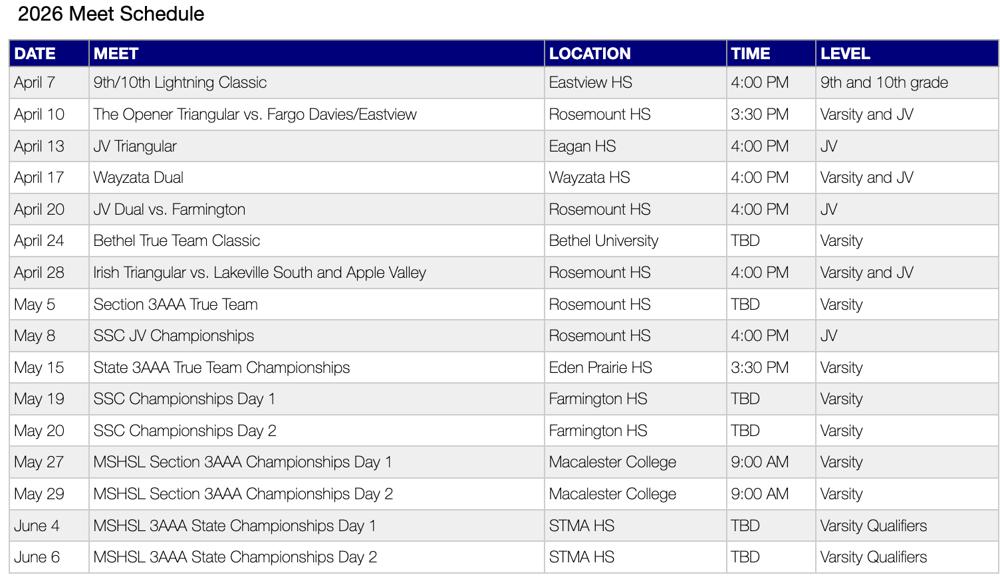 2026 Meet Schedule
DATE MEET LOCATION TIME LEVEL
April 7 9th/10th Lightning Classic Eastview HS 4:00 PM 9th and 10th grade
April 10 The Opener Triangular vs. Fargo Davies/Eastview Rosemount HS 3:30 PM Varsity and JV
April 13 JV Triangular Eagan HS 4:00 PM JV
April 17 Wayzata Dual Wayzata HS 4:00 PM Varsity and JV
April 20 JV Dual vs. Farmington Rosemount HS 4:00 PM JV
April 24 Bethel True Team Classic Bethel University TBD Varsity
April 28 Irish Triangular vs. Lakeville South and Apple Valley Rosemount HS 4:00 PM Varsity and JV
May 5 Section 3AAA True Team Rosemount HS TBD Varsity
May 8 SSC JV Championships Rosemount HS 4:00 PM JV
May 15 State 3AAA True Team Championships Eden Prairie HS 3:30 PM Varsity
May 19 SSC Championships Day 1 Farmington HS TBD Varsity
May 20 SSC Championships Day 2 Farmington HS TBD Varsity
May 27 MSHSL Section 3AAA Championships Day 1 Macalester College 9:00 AM Varsity
May 29 MSHSL Section 3AAA Championships Day 2 Macalester College 9:00 AM Varsity
June 4 MSHSL 3AAA State Championships Day 1 STMA HS TBD Varsity Qualifiers
June 6 MSHSL 3AAA State Championships Day 2 STMA HS TBD Varsity Qualifiers